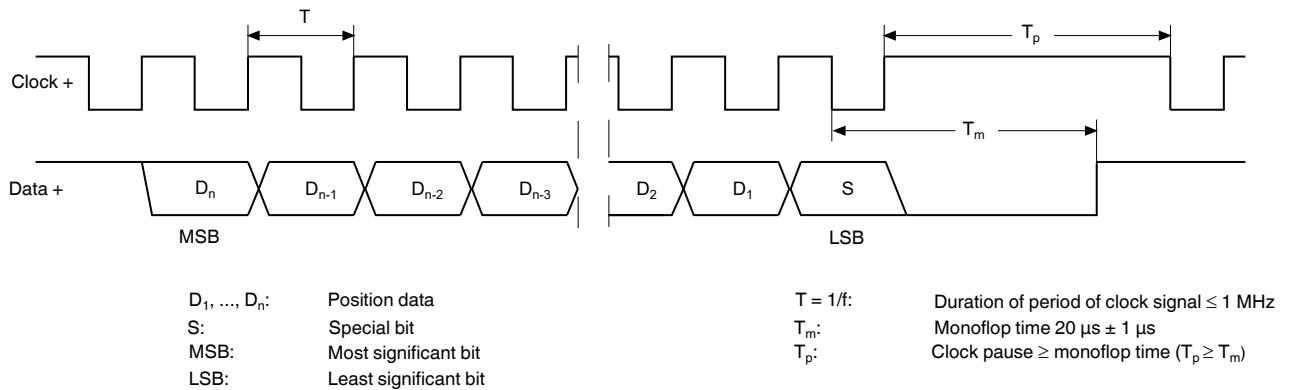 T
Tₚ
Clock +
Tₘ
Data +
Dₙ Dₙ₋₁ Dₙ₋₂ Dₙ₋₃ D₂ D₁ S
MSB LSB
D₁, ..., Dₙ: Position data
S: Special bit
MSB: Most significant bit
LSB: Least significant bit
T = 1/f: Duration of period of clock signal ≤ 1 MHz
Tₘ: Monoflop time 20 µs ± 1 µs
Tₚ: Clock pause ≥ monoflop time (Tₚ ≥ Tₘ)